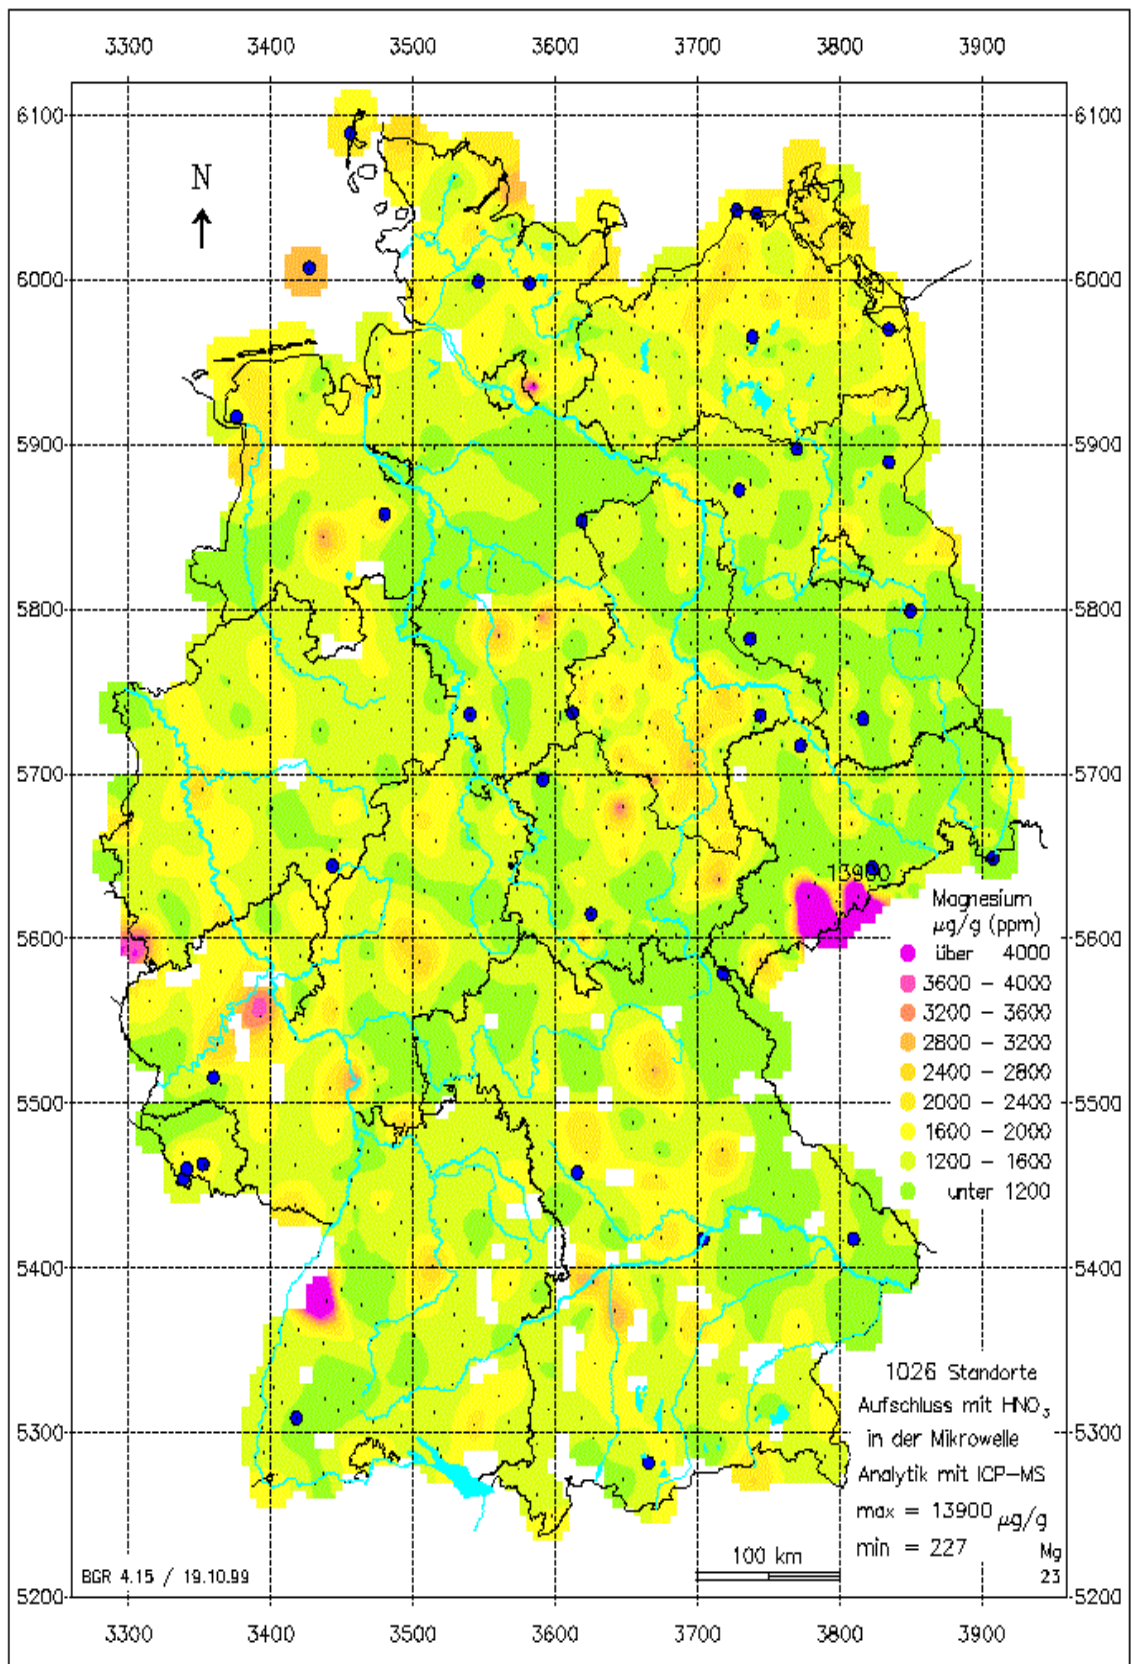 3300 3400 3500 3600 3700 3800 3900
6100 6100
N
6000 6000
5900 5900
5800 5800
5700 5700
13900
Magnesium
µg/g (ppm)
5600 5600
über 4000
3600 – 4000
3200 – 3600
2800 – 3200
2400 – 2800
2000 – 2400
1600 – 2000
1200 – 1600
unter 1200
5500 5500
5400 5400
1026 Standorte
Aufschluss mit HNO3
in der Mikrowelle
Analytik mit ICP–MS
max = 13900 µg/g
min = 227
5300 5300
100 km
Mg
23
BGR 4.15 / 19.10.99
5200 5200
3300 3400 3500 3600 3700 3800 3900